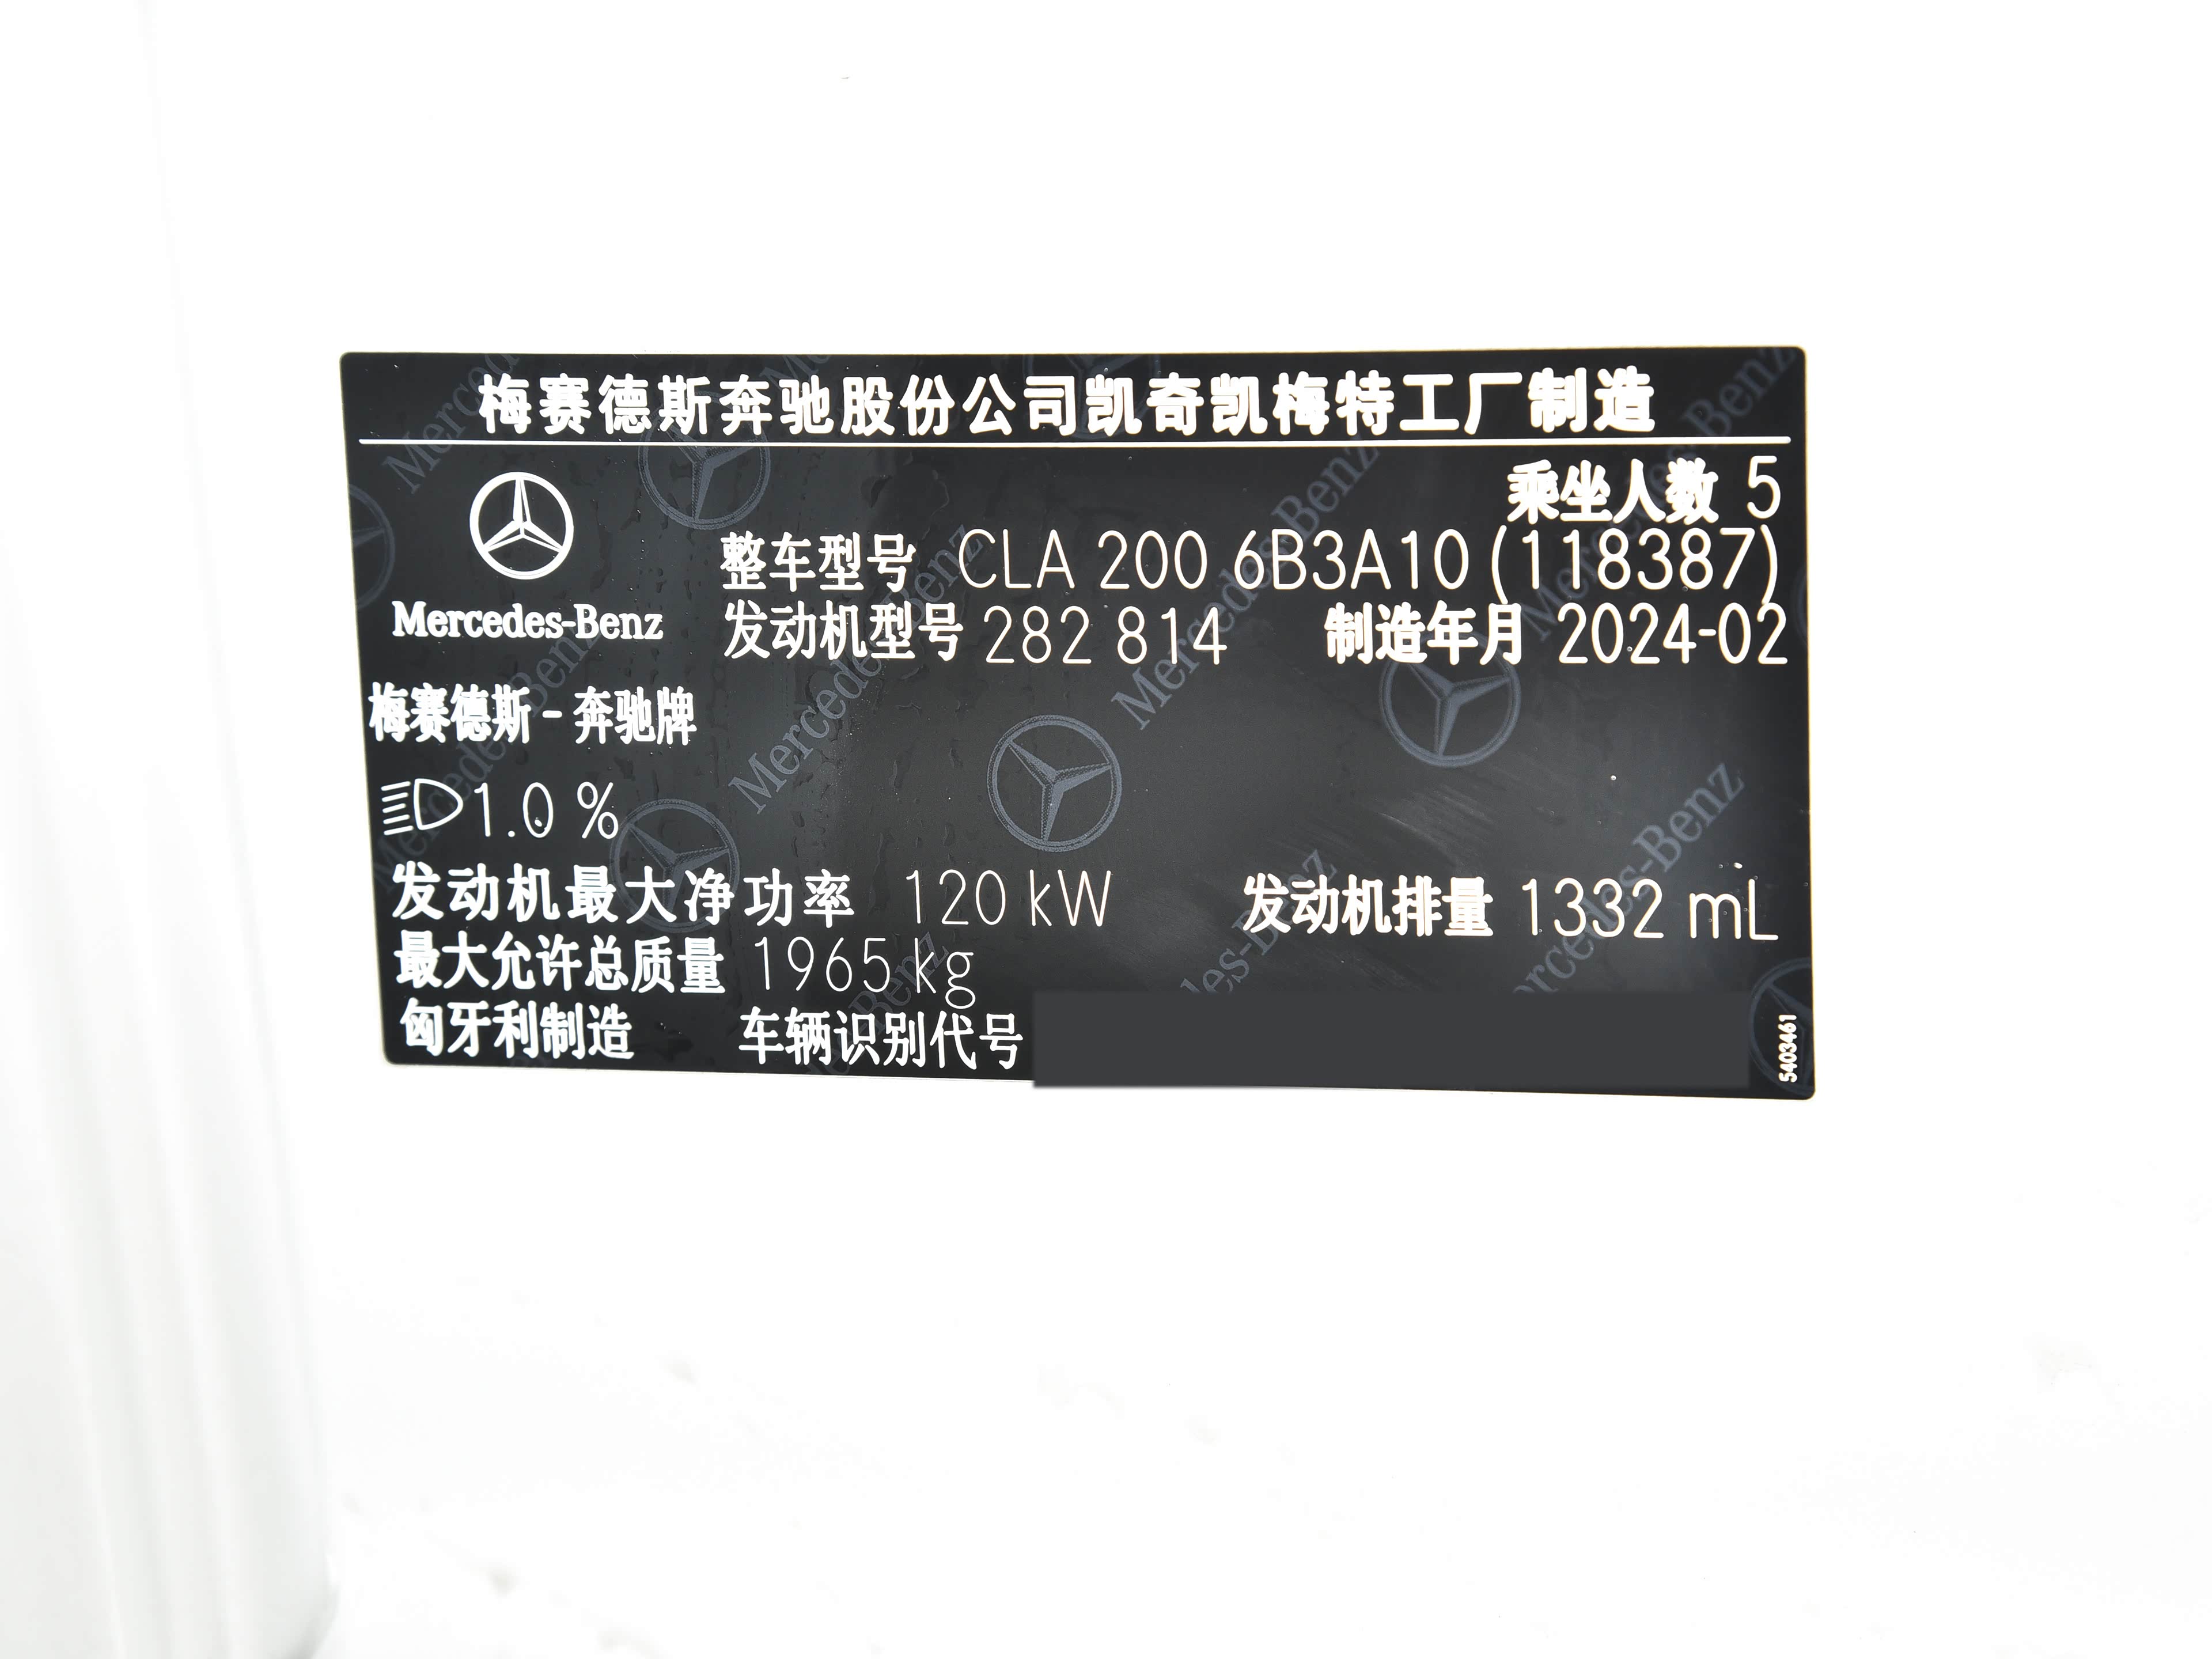 梅赛德斯奔驰股份公司凯奇凯梅特工厂制造
乘坐人数 5
整车型号 CLA 200 6B3A10 (118387)
Mercedes-Benz
发动机型号 282 814 制造年月 2024-02
梅赛德斯 - 奔驰牌
1.0 %
发动机最大净功率 120 kW 发动机排量 1332 mL
最大允许总质量 1965 kg
匈牙利制造 车辆识别代号
5403461